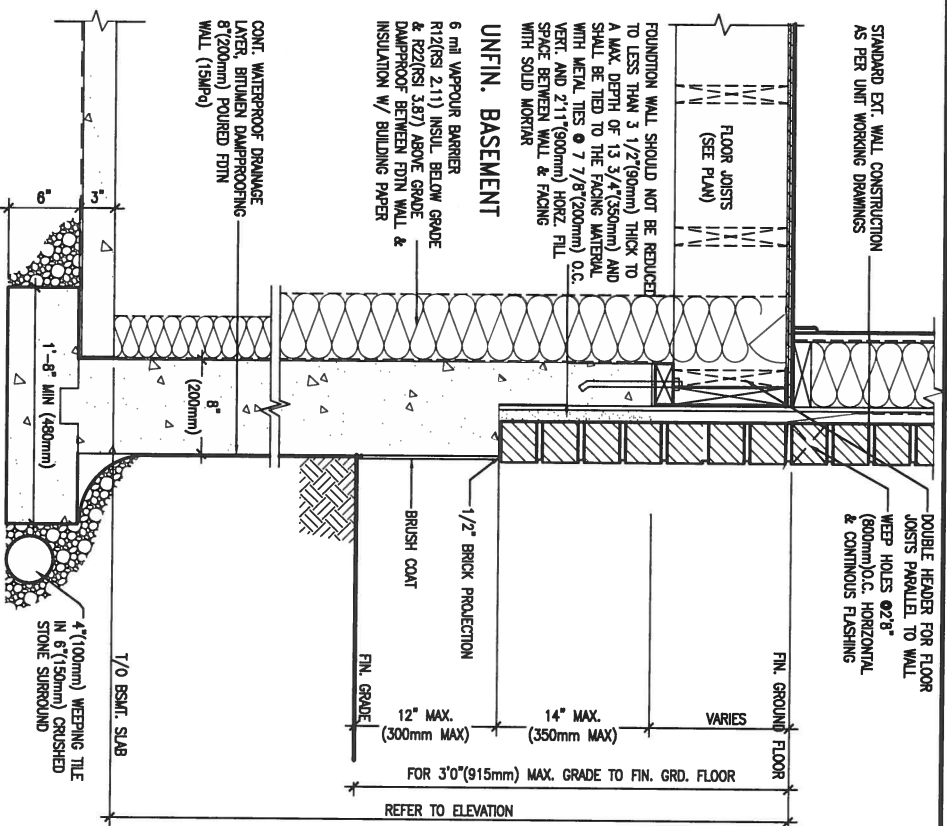 STANDARD EXT. WALL CONSTRUCTION
AS PER UNIT WORKING DRAWINGS
FLOOR JOISTS
(SEE PLAN)
FOUNDTION WALL SHOULD NOT BE REDUCED
TO LESS THAN 3 1/2"(90mm) THICK TO
A MAX. DEPTH OF 13 3/4"(350mm) AND
SHALL BE TIED TO THE FACING MATERIAL
WITH METAL TIES @ 7 7/8"(200mm) O.C.
VERT. AND 2'11"(900mm) HORZ. FILL
SPACE BETWEEN WALL & FACING
WITH SOLID MORTAR
UNFIN. BASEMENT
6 mil VAPPOUR BARRIER
R12(RSI 2.11) INSUL. BELOW GRADE
& R22(RSI 3.87) ABOVE GRADE
DAMPPROOF BETWEEN FDTN WALL &
INSULATION W/ BUILDING PAPER
CONT. WATERPROOF DRAINAGE
LAYER, BITUMEN DAMPPROOFING
8"(200mm) POURED FDTN
WALL (15MPa)
3"
6"
1'-8" MIN (480mm)
8"
(200mm)
DOUBLE HEADER FOR FLOOR
JOISTS PARALLEL TO WALL
WEEP HOLES @2'8"
(800mm)O.C. HORIZONTAL
& CONTINOUS FLASHING
1/2" BRICK PROJECTION
BRUSH COAT
4"(100mm) WEEPING TILE
IN 6"(150mm) CRUSHED
STONE SURROUND
FIN. GROUND FLOOR
FIN. GRADE
T/O BSMT. SLAB
VARIES
14" MAX.
(350mm MAX)
12" MAX.
(300mm MAX)
FOR 3'0"(915mm) MAX. GRADE TO FIN. GRD. FLOOR
REFER TO ELEVATION